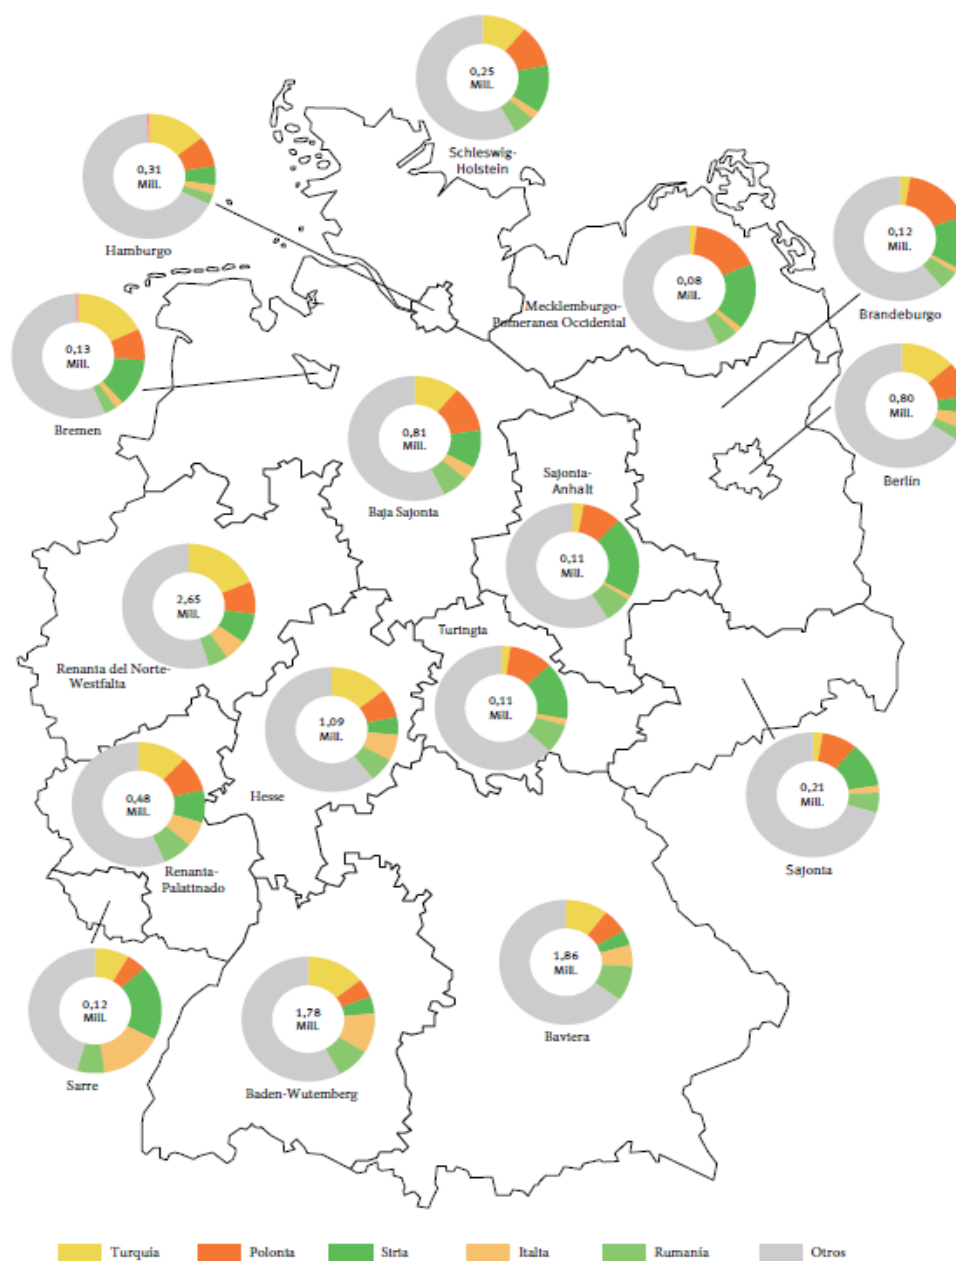 0,25
Mill.
Schleswig-
Holstein
0,31
Mill.
Hamburgo
0,12
Mill.
Brandeburgo
0,08
Mill.
Mecklemburgo-
Pomeranea Occidental
0,13
Mill.
Bremen
0,80
Mill.
Berlín
0,81
Mill.
Baja Sajonia
Sajonia-
Anhalt
0,11
Mill.
2,65
Mill.
Renania del Norte-
Westfalia
Turingia
0,11
Mill.
1,09
Mill.
Hesse
0,48
Mill.
Renania-
Palatinado
0,21
Mill.
Sajonia
1,86
Mill.
Baviera
0,12
Mill.
Sarre
1,78
Mill.
Baden-Wutemberg
Turquía Polonia Siria Italia Rumanía Otros